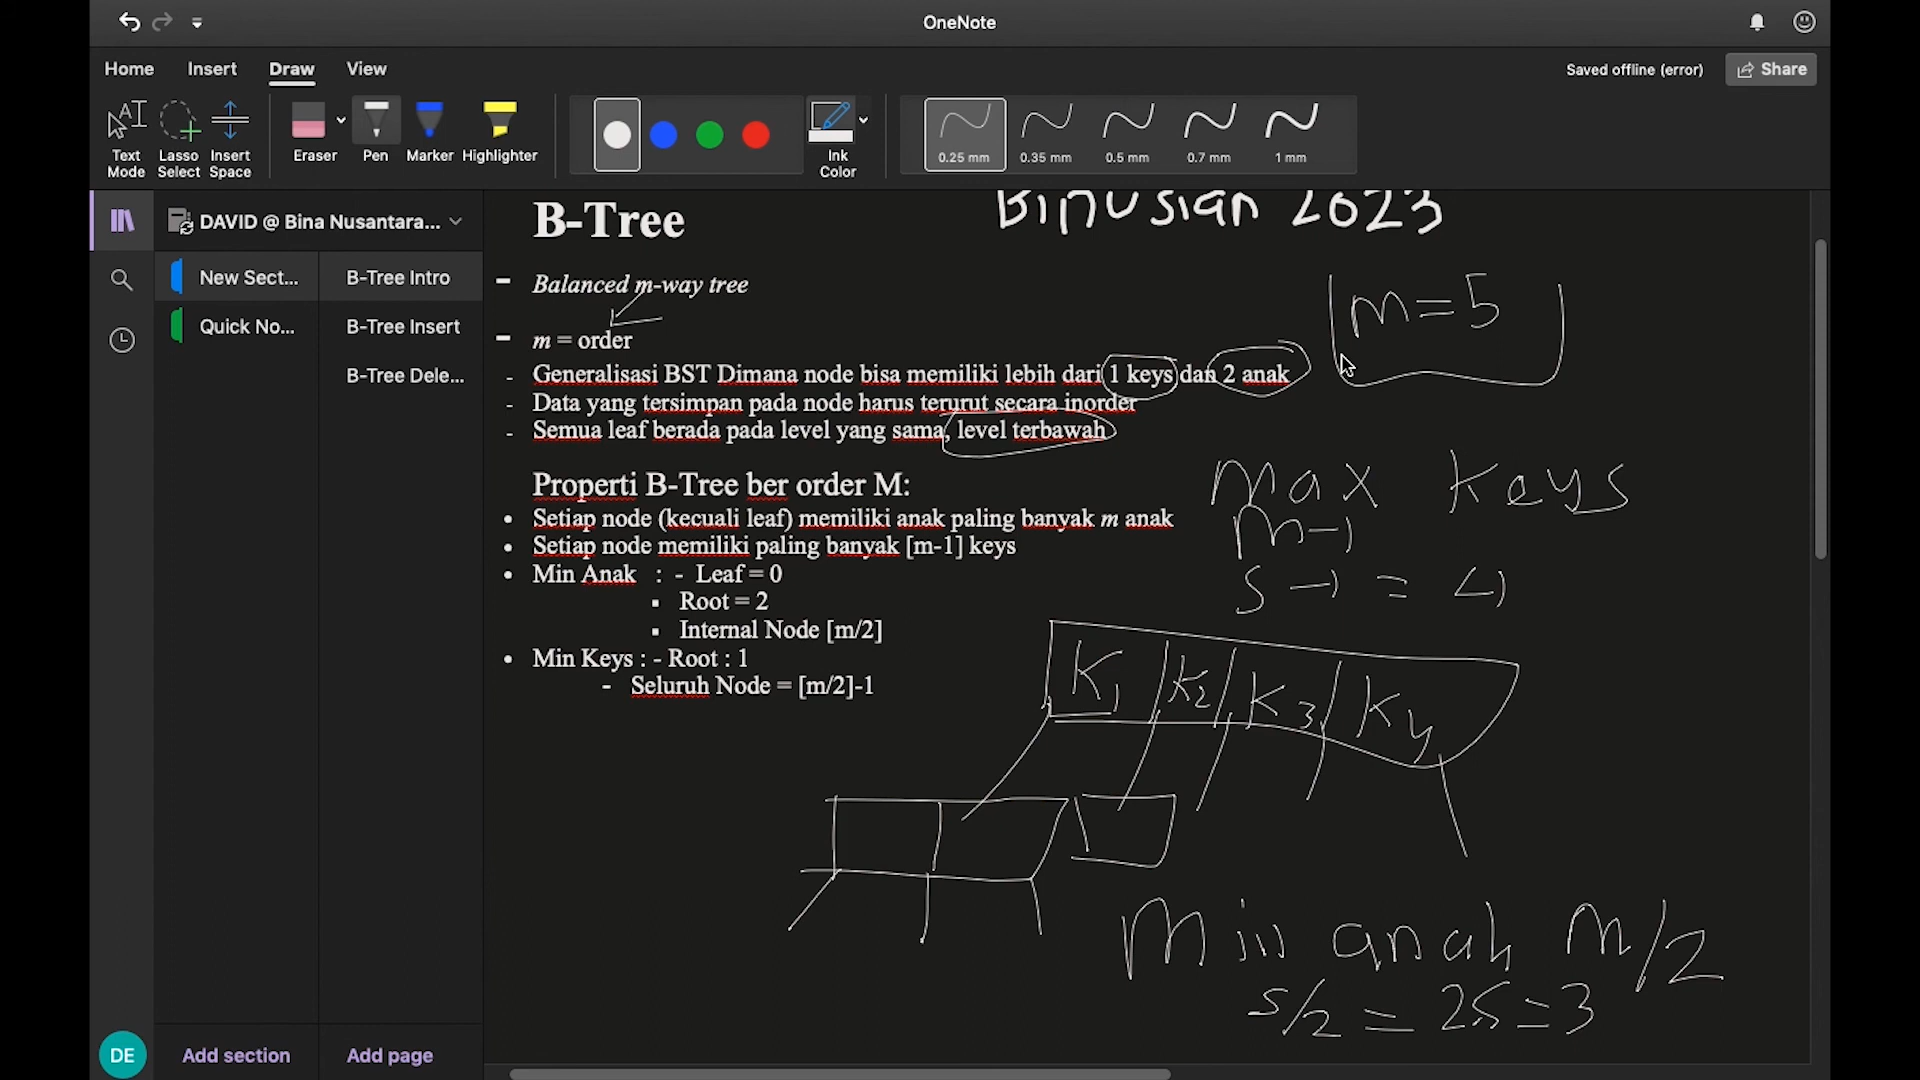 OneNote
Home Insert Draw View
Saved offline (error) Share
Text Mode
Lasso Select
Insert Space
Eraser
Pen
Marker
Highlighter
Ink Color
0.25 mm 0.35 mm 0.5 mm 0.7 mm 1 mm
DAVID @ Bina Nusantara...
New Sect...
Quick No...
B-Tree Intro
B-Tree Insert
B-Tree Dele...
Binusian 2023
B-Tree
- Balanced m-way tree
- m = order
- Generalisasi BST Dimana node bisa memiliki lebih dari 1 keys dan 2 anak
- Data yang tersimpan pada node harus terurut secara inorder
- Semua leaf berada pada level yang sama, level terbawah
Properti B-Tree ber order M:
• Setiap node (kecuali leaf) memiliki anak paling banyak m anak
• Setiap node memiliki paling banyak [m-1] keys
• Min Anak : - Leaf = 0
▪ Root = 2
▪ Internal Node [m/2]
• Min Keys : - Root : 1
- Seluruh Node = [m/2]-1
m=5
max keys
m-1
5-1 = 4
K1 K2 K3 K4
Min anak m/2
5/2 = 25=3
DE
Add section
Add page